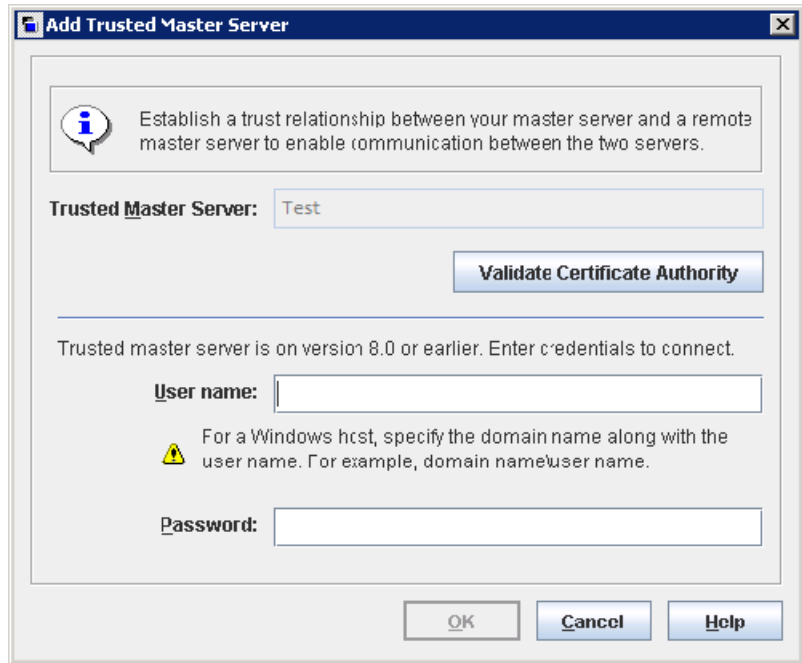 Add Trusted Master Server
Establish a trust relationship between your master server and a remote
master server to enable communication between the two servers.
Trusted Master Server: Test
Validate Certificate Authority
Trusted master server is on version 8.0 or earlier. Enter credentials to connect.
User name:
For a Windows host, specify the domain name along with the
user name. For example, domain name\user name.
Password:
OK Cancel Help